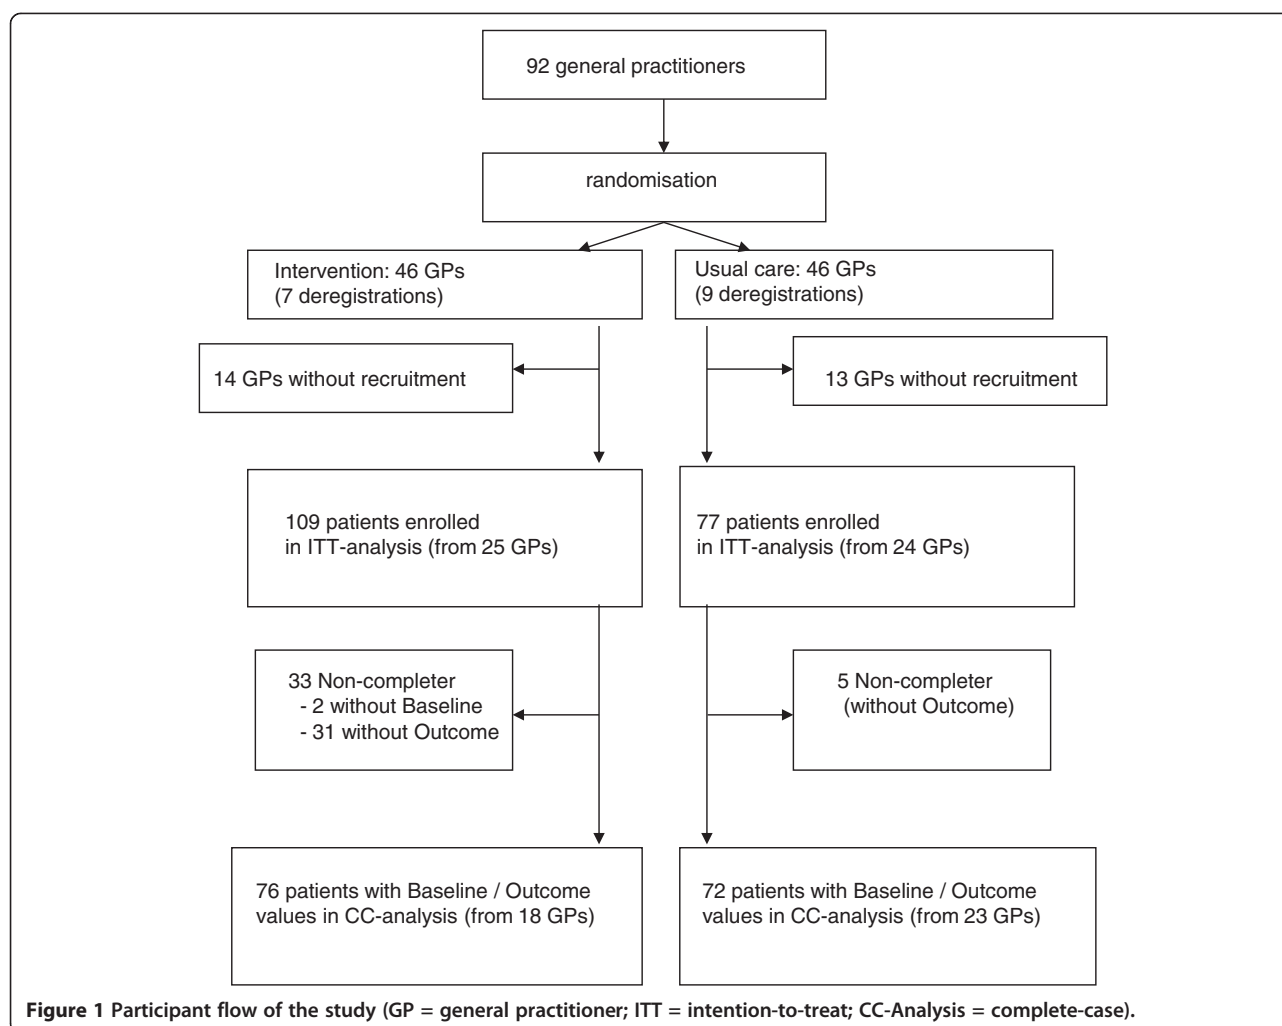 92 general practitioners
randomisation
Intervention: 46 GPs
(7 deregistrations)
Usual care: 46 GPs
(9 deregistrations)
14 GPs without recruitment
13 GPs without recruitment
109 patients enrolled
in ITT-analysis (from 25 GPs)
77 patients enrolled
in ITT-analysis (from 24 GPs)
33 Non-completer
- 2 without Baseline
- 31 without Outcome
5 Non-completer
(without Outcome)
76 patients with Baseline / Outcome
values in CC-analysis (from 18 GPs)
72 patients with Baseline / Outcome
values in CC-analysis (from 23 GPs)
Figure 1 Participant flow of the study (GP = general practitioner; ITT = intention-to-treat; CC-Analysis = complete-case).